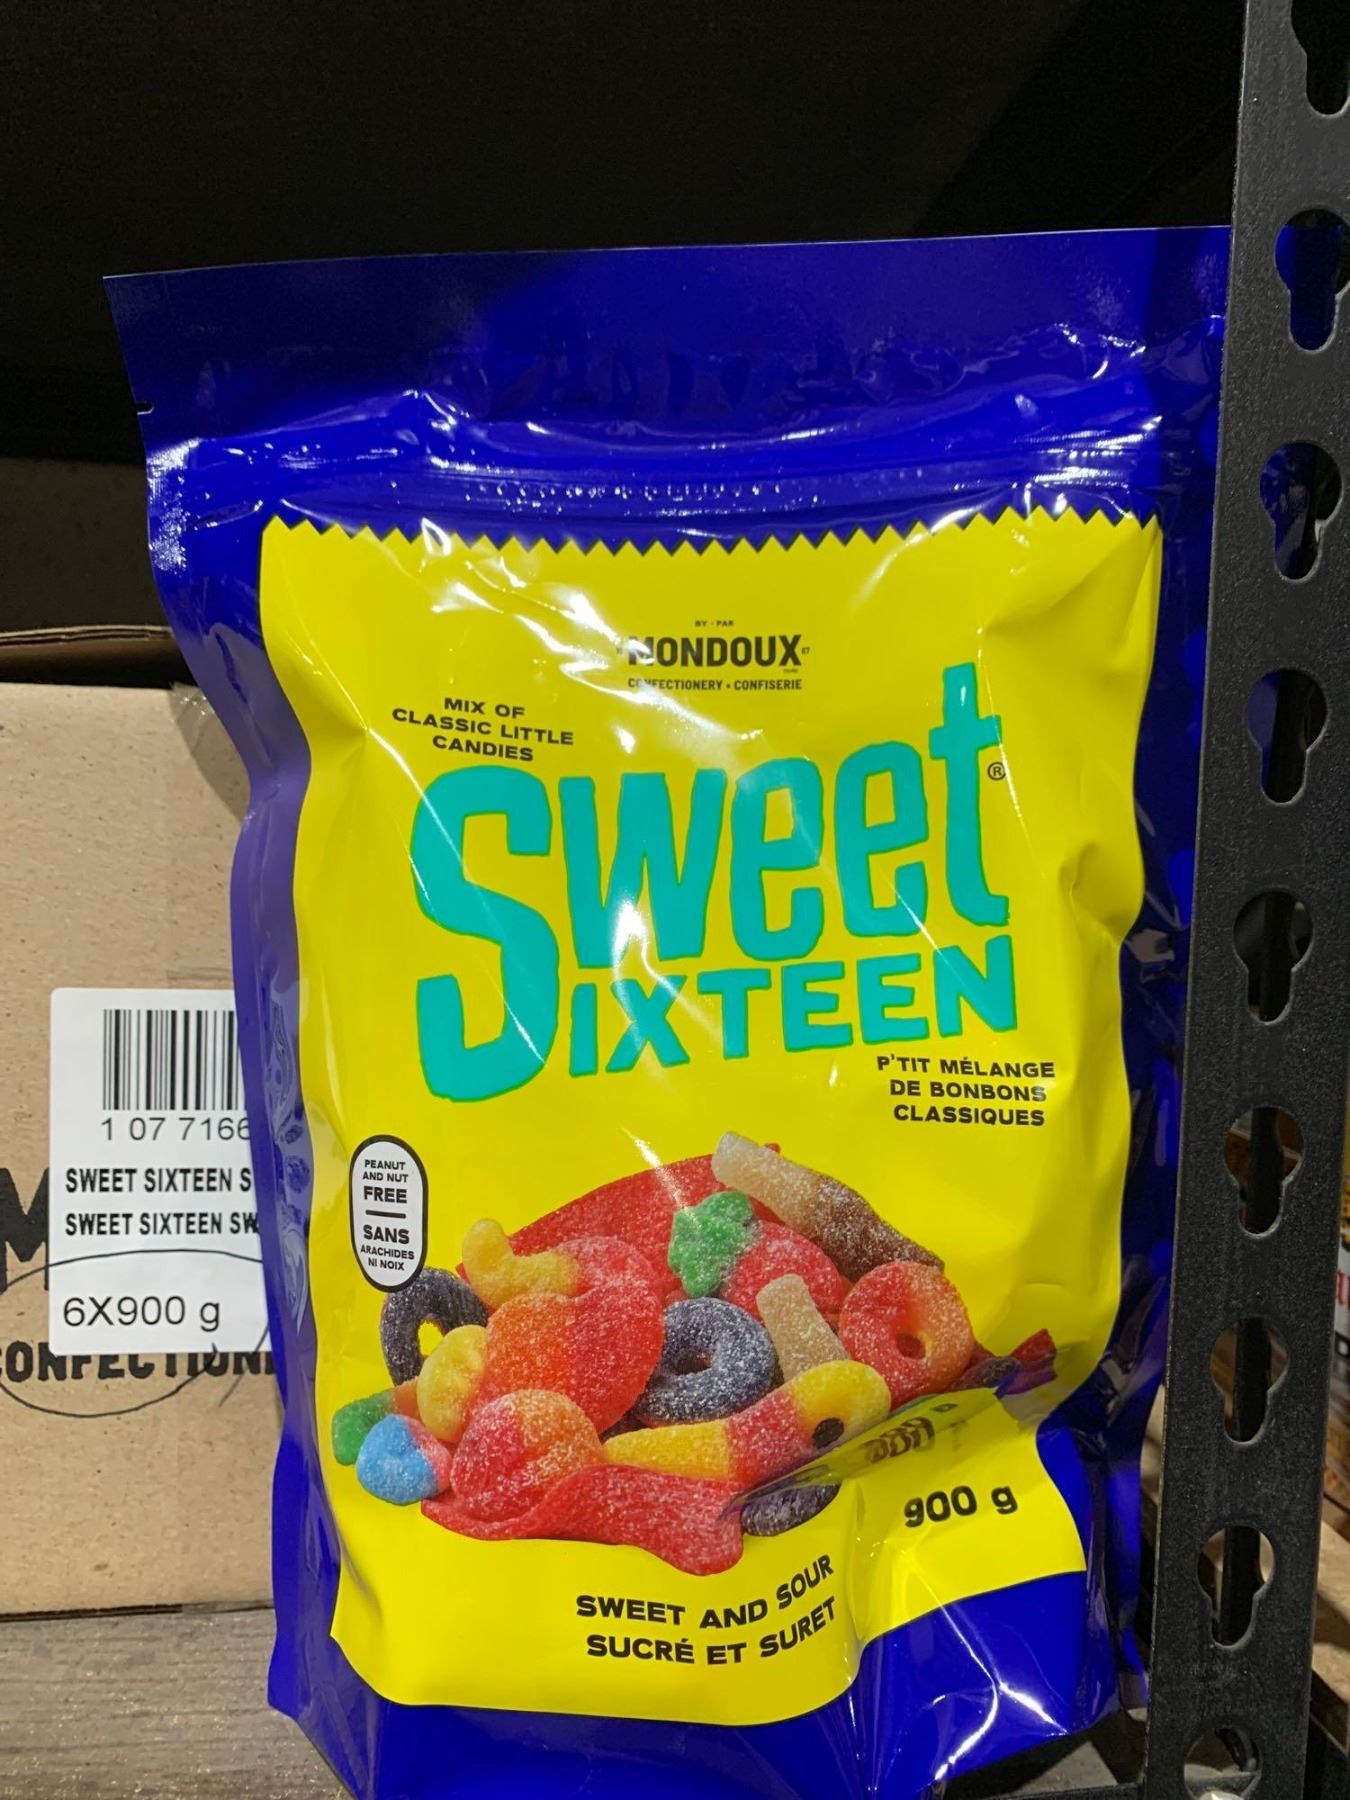 BY - PAR
MONDOUX
CONFECTIONERY • CONFISERIE
MIX OF
CLASSIC LITTLE
CANDIES
Sweet®
SIXTEEN
P'TIT MÉLANGE
DE BONBONS
CLASSIQUES
PEANUT
AND NUT
FREE
SANS
ARACHIDES
NI NOIX
900 g
SWEET AND SOUR
SUCRÉ ET SURET
1 07 7166
SWEET SIXTEEN S
SWEET SIXTEEN SW
6X900 g